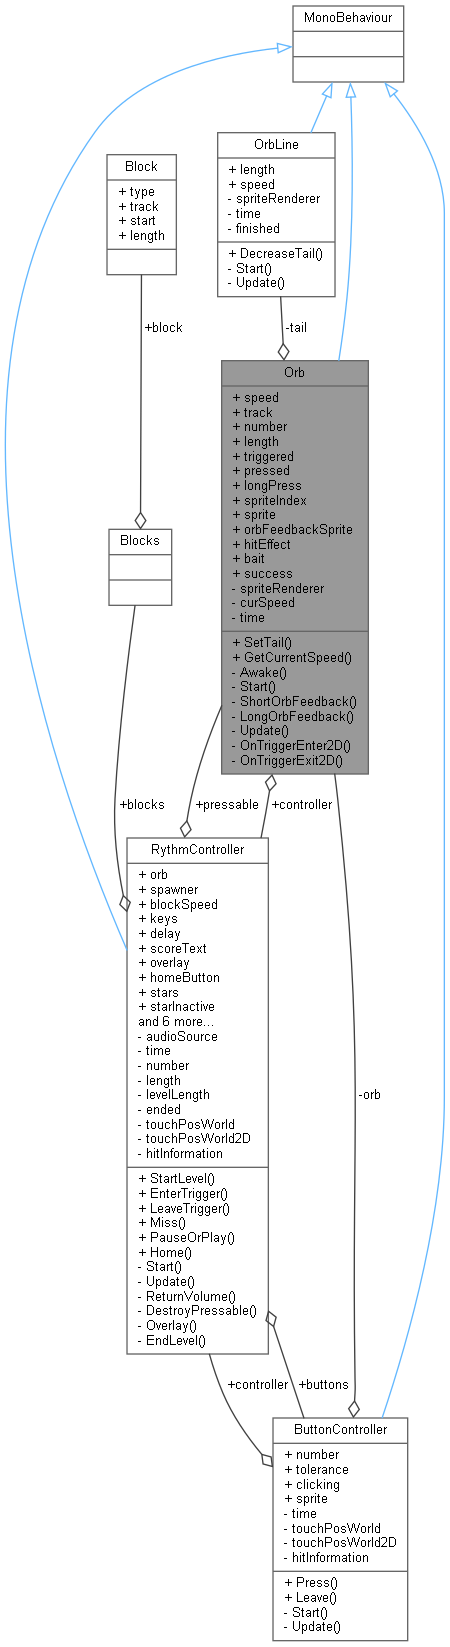 MonoBehaviour
OrbLine
+ length
+ speed
- spriteRenderer
- time
- finished
+ DecreaseTail()
- Start()
- Update()
Block
+ type
+ track
+ start
+ length
+block
-tail
Orb
+ speed
+ track
+ number
+ length
+ triggered
+ pressed
+ longPress
+ spriteIndex
+ sprite
+ orbFeedbackSprite
+ hitEffect
+ bait
+ success
- spriteRenderer
- curSpeed
- time
+ SetTail()
+ GetCurrentSpeed()
- Awake()
- Start()
- ShortOrbFeedback()
- LongOrbFeedback()
- Update()
- OnTriggerEnter2D()
- OnTriggerExit2D()
Blocks
+blocks
+pressable
+controller
RythmController
+ orb
+ spawner
+ blockSpeed
+ keys
+ delay
+ scoreText
+ overlay
+ homeButton
+ stars
+ starInactive
and 6 more...
- audioSource
- time
- number
- length
- levelLength
- ended
- touchPosWorld
- touchPosWorld2D
- hitInformation
+ StartLevel()
+ EnterTrigger()
+ LeaveTrigger()
+ Miss()
+ PauseOrPlay()
+ Home()
- Start()
- Update()
- ReturnVolume()
- DestroyPressable()
- Overlay()
- EndLevel()
-orb
+controller
+buttons
ButtonController
+ number
+ tolerance
+ clicking
+ sprite
- time
- touchPosWorld
- touchPosWorld2D
- hitInformation
+ Press()
+ Leave()
- Start()
- Update()